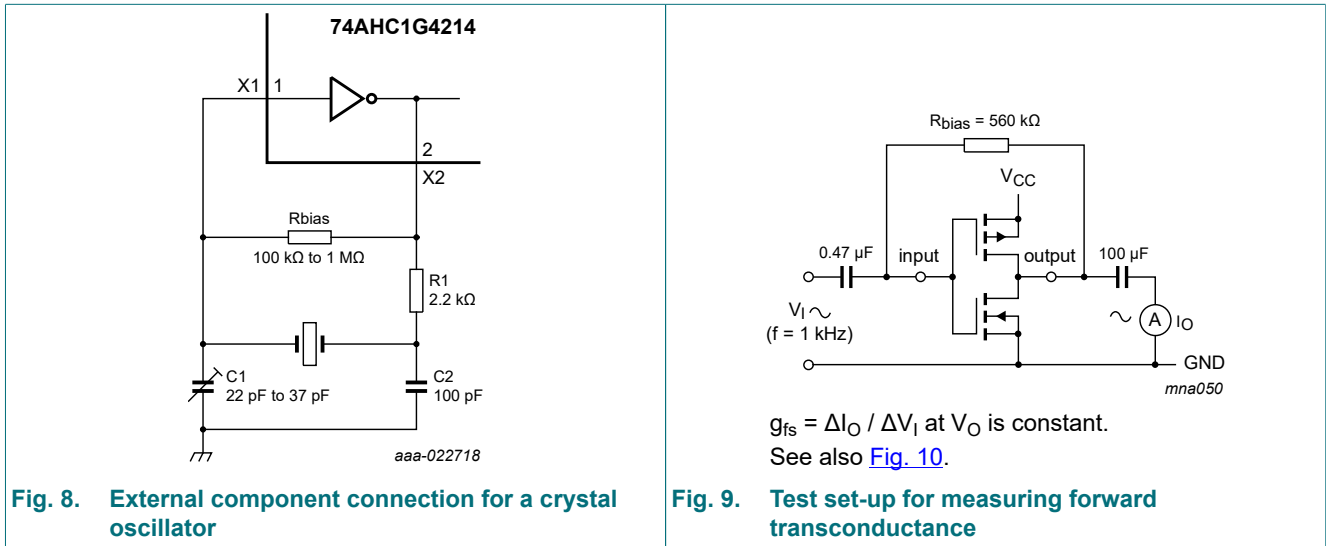 74AHC1G4214
X1 1
2
X2
Rbias
100 kΩ to 1 MΩ
R1
2.2 kΩ
C1
22 pF to 37 pF
C2
100 pF
aaa-022718
Fig. 8. External component connection for a crystal
oscillator
Rbias = 560 kΩ
VCC
0.47 µF
input
output
100 µF
VI ~
(f = 1 kHz)
~ A IO
GND
mna050
gfs = ΔIO / ΔVI at VO is constant.
See also Fig. 10.
Fig. 9. Test set-up for measuring forward
transconductance